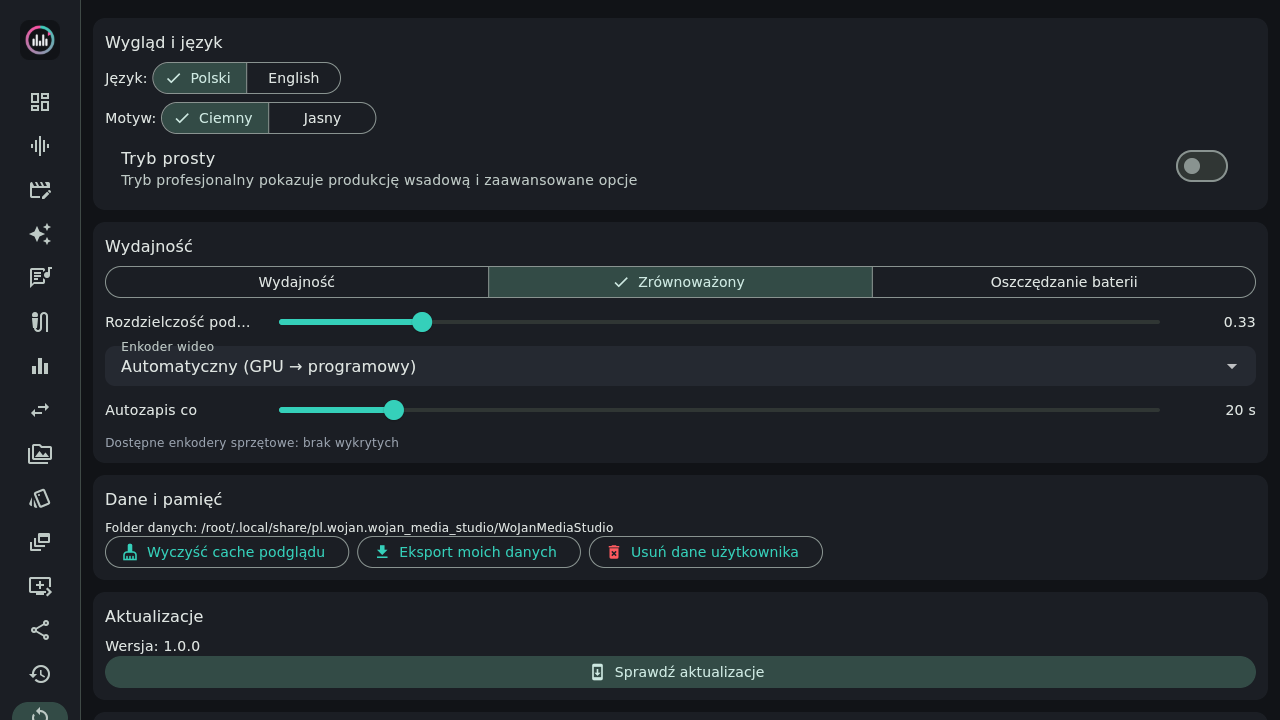 Wygląd i język
Język: Polski English
Motyw: Ciemny Jasny
Tryb prosty
Tryb profesjonalny pokazuje produkcję wsadową i zaawansowane opcje
Wydajność
Wydajność Zrównoważony Oszczędzanie baterii
Rozdzielczość pod... 0.33
Enkoder wideo
Automatyczny (GPU → programowy)
Autozapis co 20 s
Dostępne enkodery sprzętowe: brak wykrytych
Dane i pamięć
Folder danych: /root/.local/share/pl.wojan.wojan_media_studio/WoJanMediaStudio
Wyczyść cache podglądu Eksport moich danych Usuń dane użytkownika
Aktualizacje
Wersja: 1.0.0
Sprawdź aktualizacje